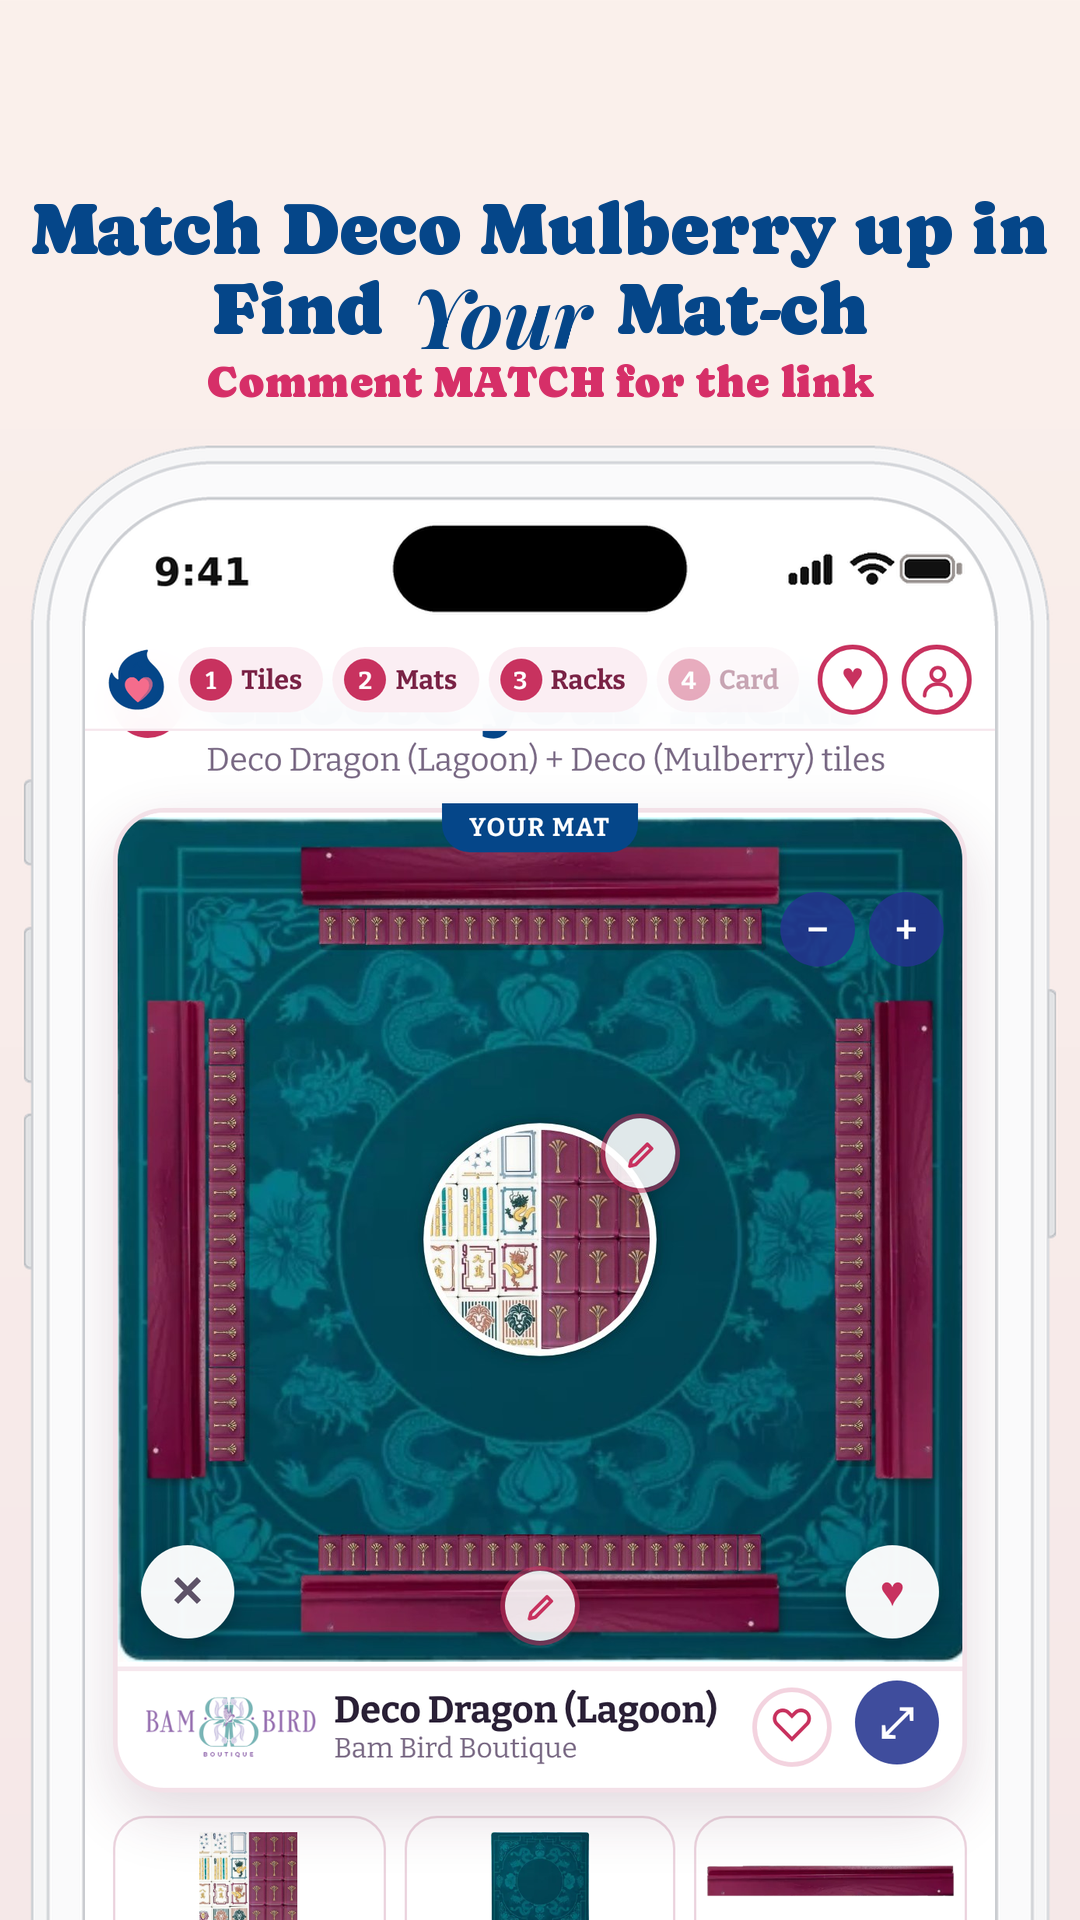 Match Deco Mulberry up in
Find Your Mat-ch
Comment MATCH for the link
9:41
1 Tiles 2 Mats 3 Racks 4 Card
Deco Dragon (Lagoon) + Deco (Mulberry) tiles
YOUR MAT
JOKER
BAM BIRD
BOUTIQUE
Deco Dragon (Lagoon)
Bam Bird Boutique